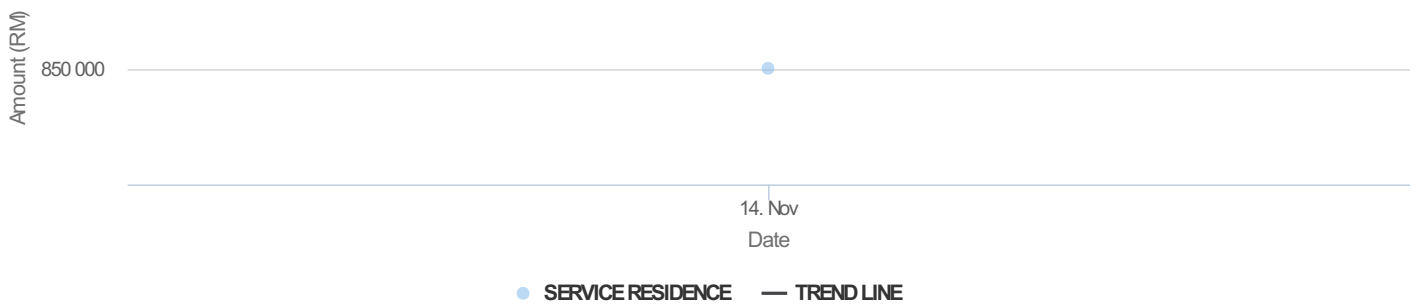 Amount (RM)
850 000
14. Nov
Date
SERVICE RESIDENCE
TREND LINE